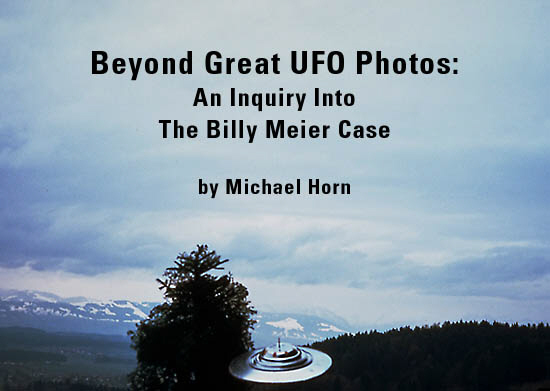 Beyond Great UFO Photos:
An Inquiry Into
The Billy Meier Case
by Michael Horn